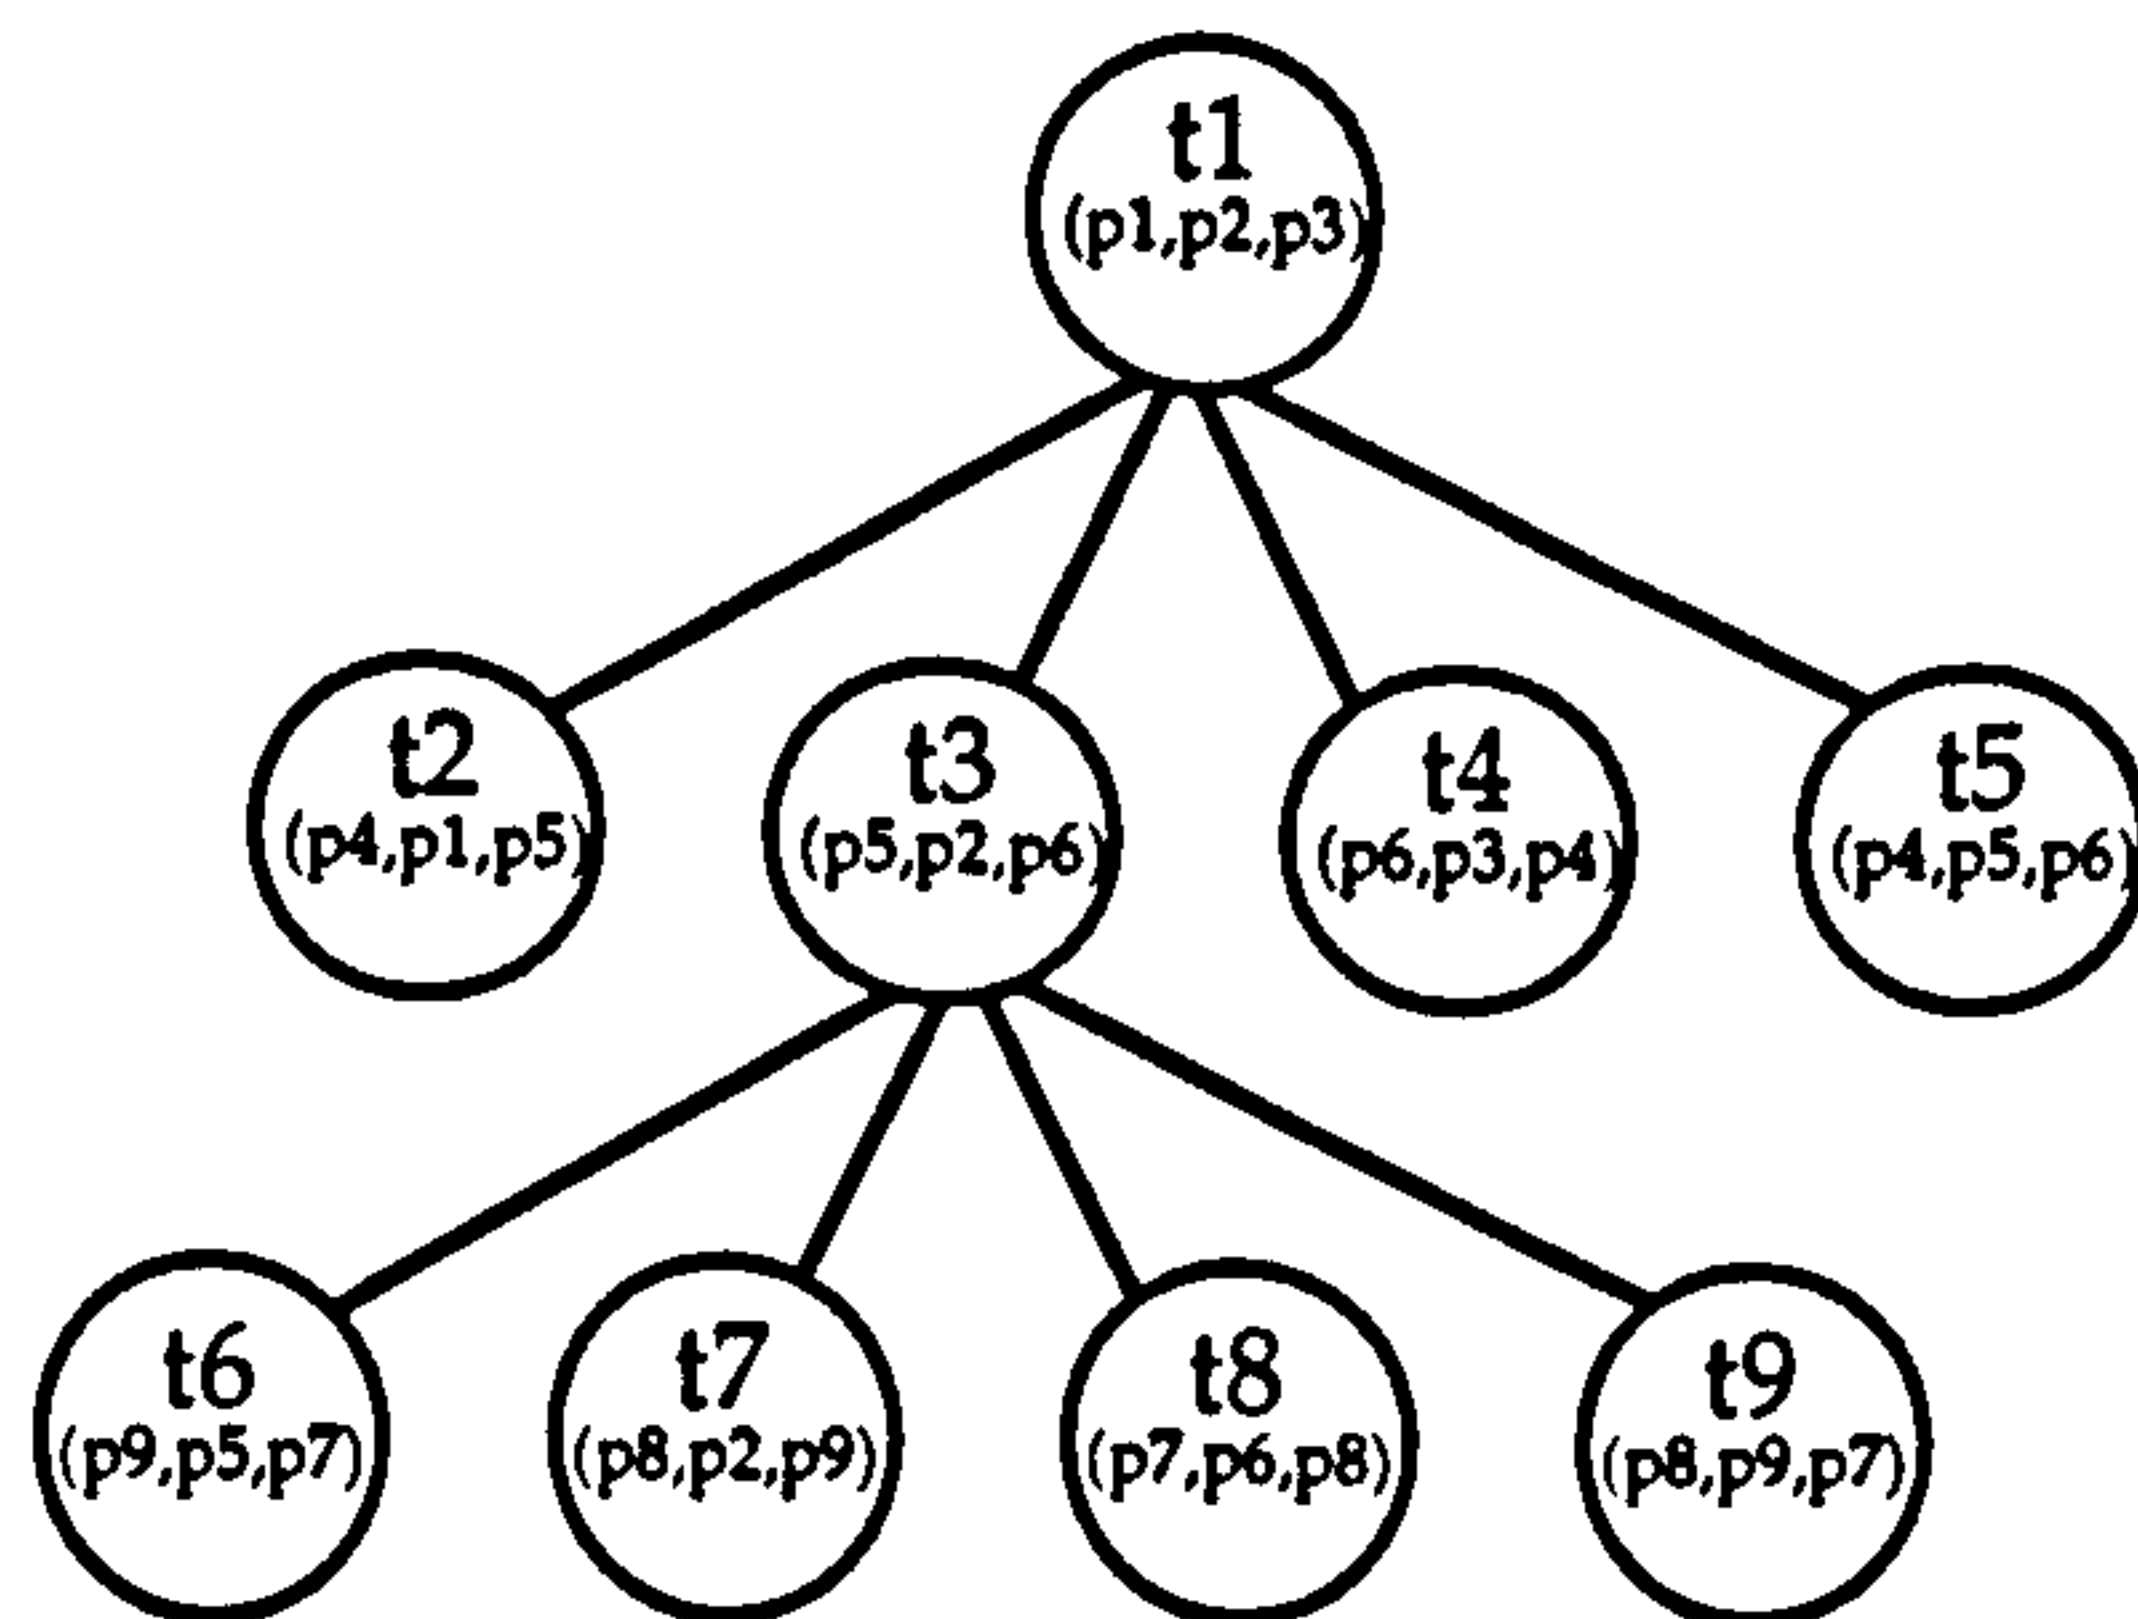 t1
(p1,p2,p3)
t2
(p4,p1,p5)
t3
(p5,p2,p6)
t4
(p6,p3,p4)
t5
(p4,p5,p6)
t6
(p9,p5,p7)
t7
(p8,p2,p9)
t8
(p7,p6,p8)
t9
(p8,p9,p7)